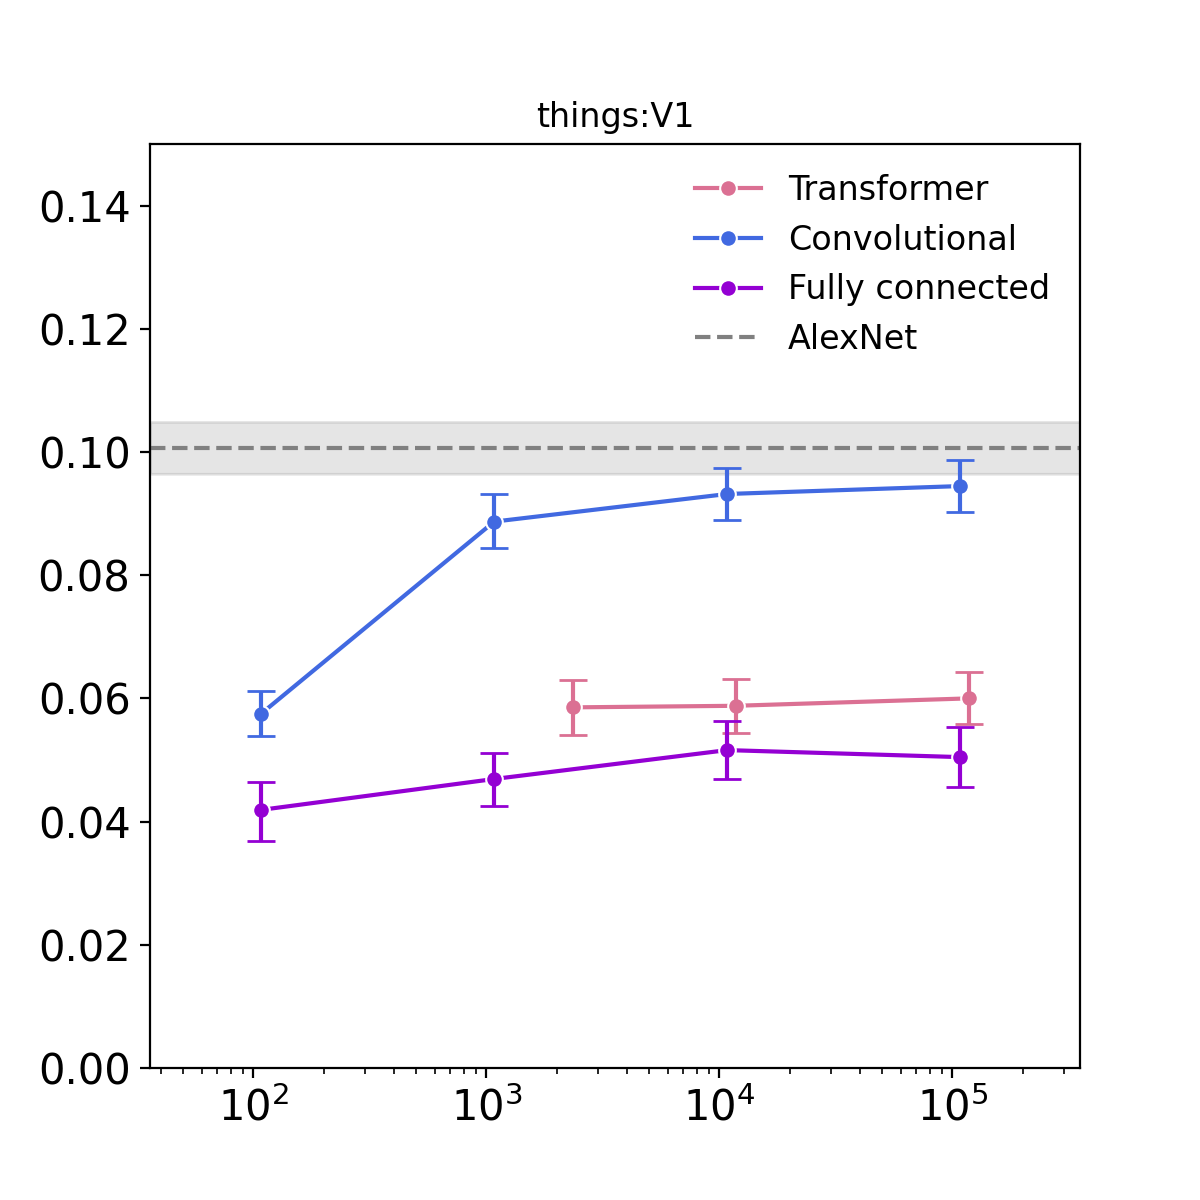 things:V1
Transformer
Convolutional
Fully connected
AlexNet
0.14
0.12
0.10
0.08
0.06
0.04
0.02
0.00
10² 10³ 10⁴ 10⁵